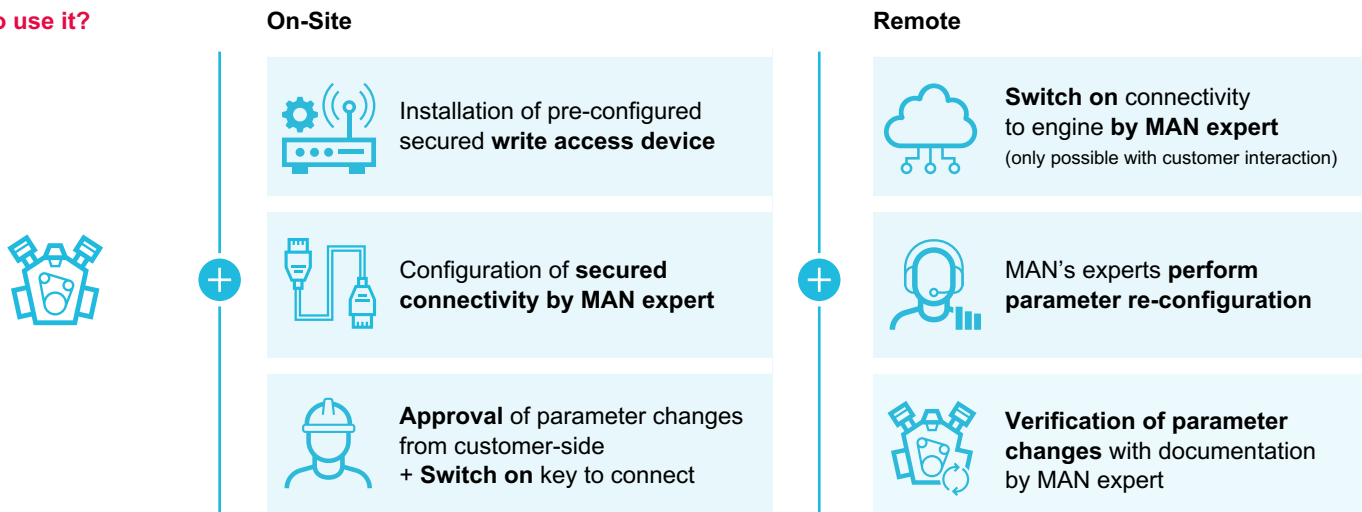 use it?
On-Site
Installation of pre-configured
secured write access device
Configuration of secured
connectivity by MAN expert
Approval of parameter changes
from customer-side
+ Switch on key to connect
Remote
Switch on connectivity
to engine by MAN expert
(only possible with customer interaction)
MAN’s experts perform
parameter re-configuration
Verification of parameter
changes with documentation
by MAN expert